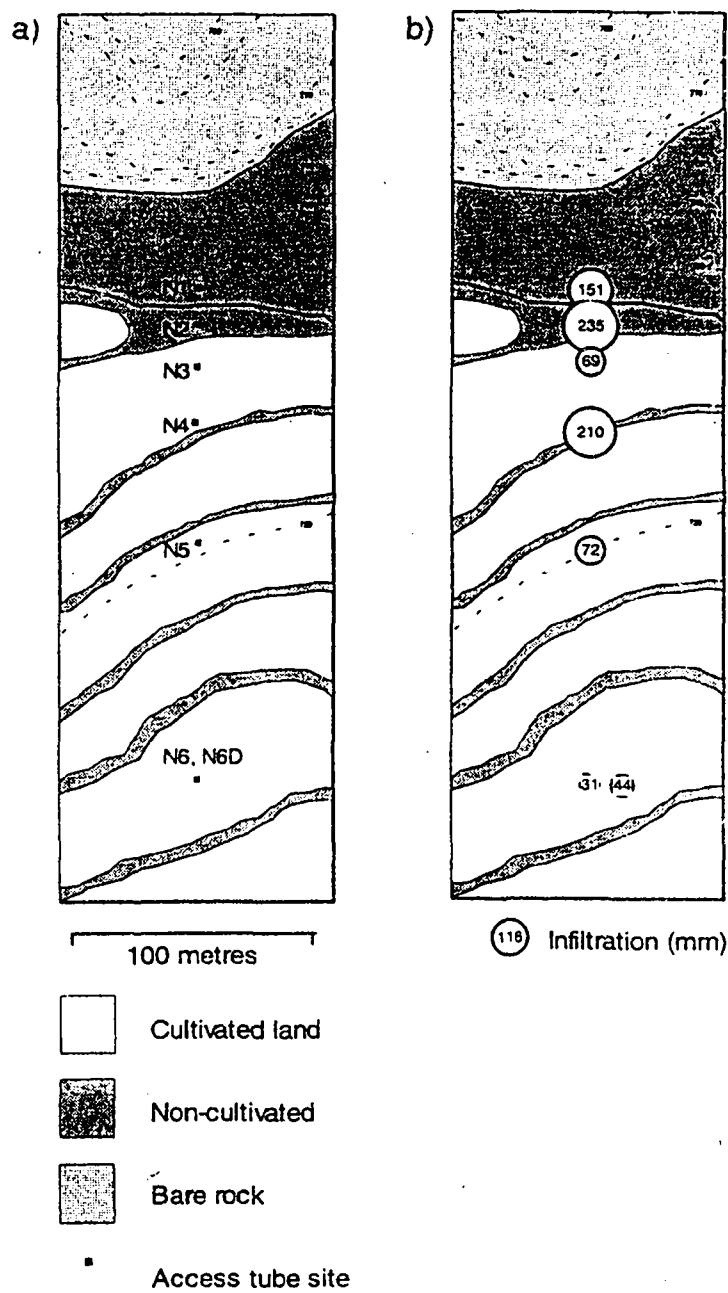 a)
N1
N2
N3
N4
N5
N6, N6D
100 metres
Cultivated land
Non-cultivated
Bare rock
Access tube site
b)
151
235
69
210
72
31 (44)
118 Infiltration (mm)